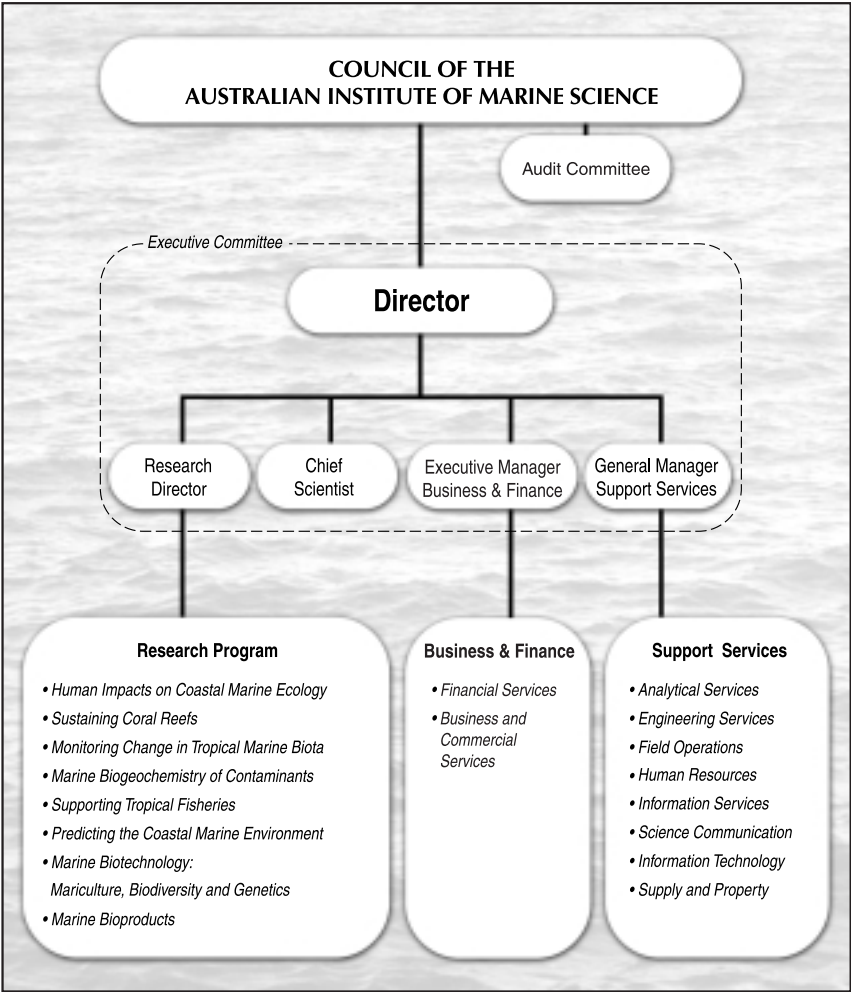 COUNCIL OF THE
AUSTRALIAN INSTITUTE OF MARINE SCIENCE
Audit Committee
Executive Committee
Director
Research
Director
Chief
Scientist
Executive Manager
Business & Finance
General Manager
Support Services
Research Program
• Human Impacts on Coastal Marine Ecology
• Sustaining Coral Reefs
• Monitoring Change in Tropical Marine Biota
• Marine Biogeochemistry of Contaminants
• Supporting Tropical Fisheries
• Predicting the Coastal Marine Environment
• Marine Biotechnology:
Mariculture, Biodiversity and Genetics
• Marine Bioproducts
Business & Finance
• Financial Services
• Business and
Commercial
Services
Support Services
• Analytical Services
• Engineering Services
• Field Operations
• Human Resources
• Information Services
• Science Communication
• Information Technology
• Supply and Property